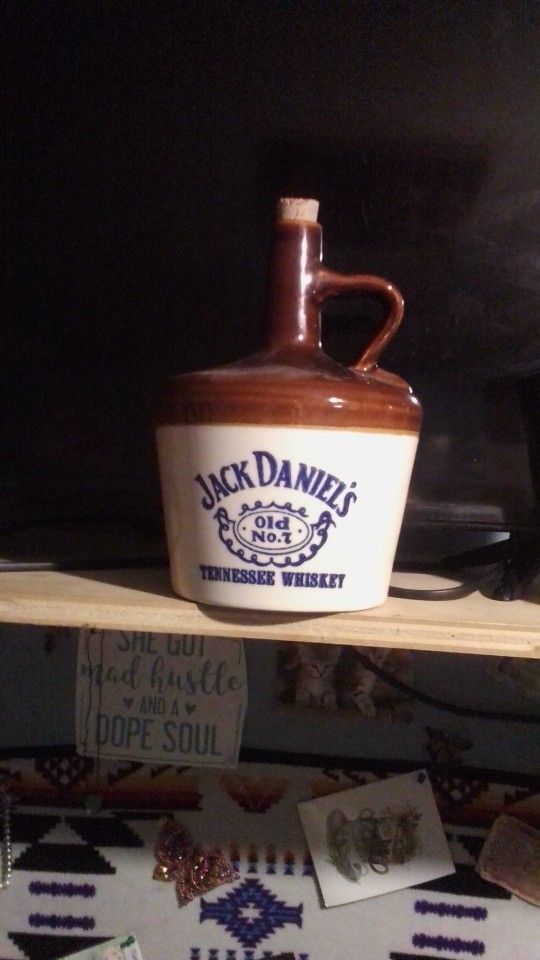 JACK DANIEL'S
Old
No.7
TENNESSEE WHISKEY
SHE GOT
mad hustle
AND A
DOPE SOUL